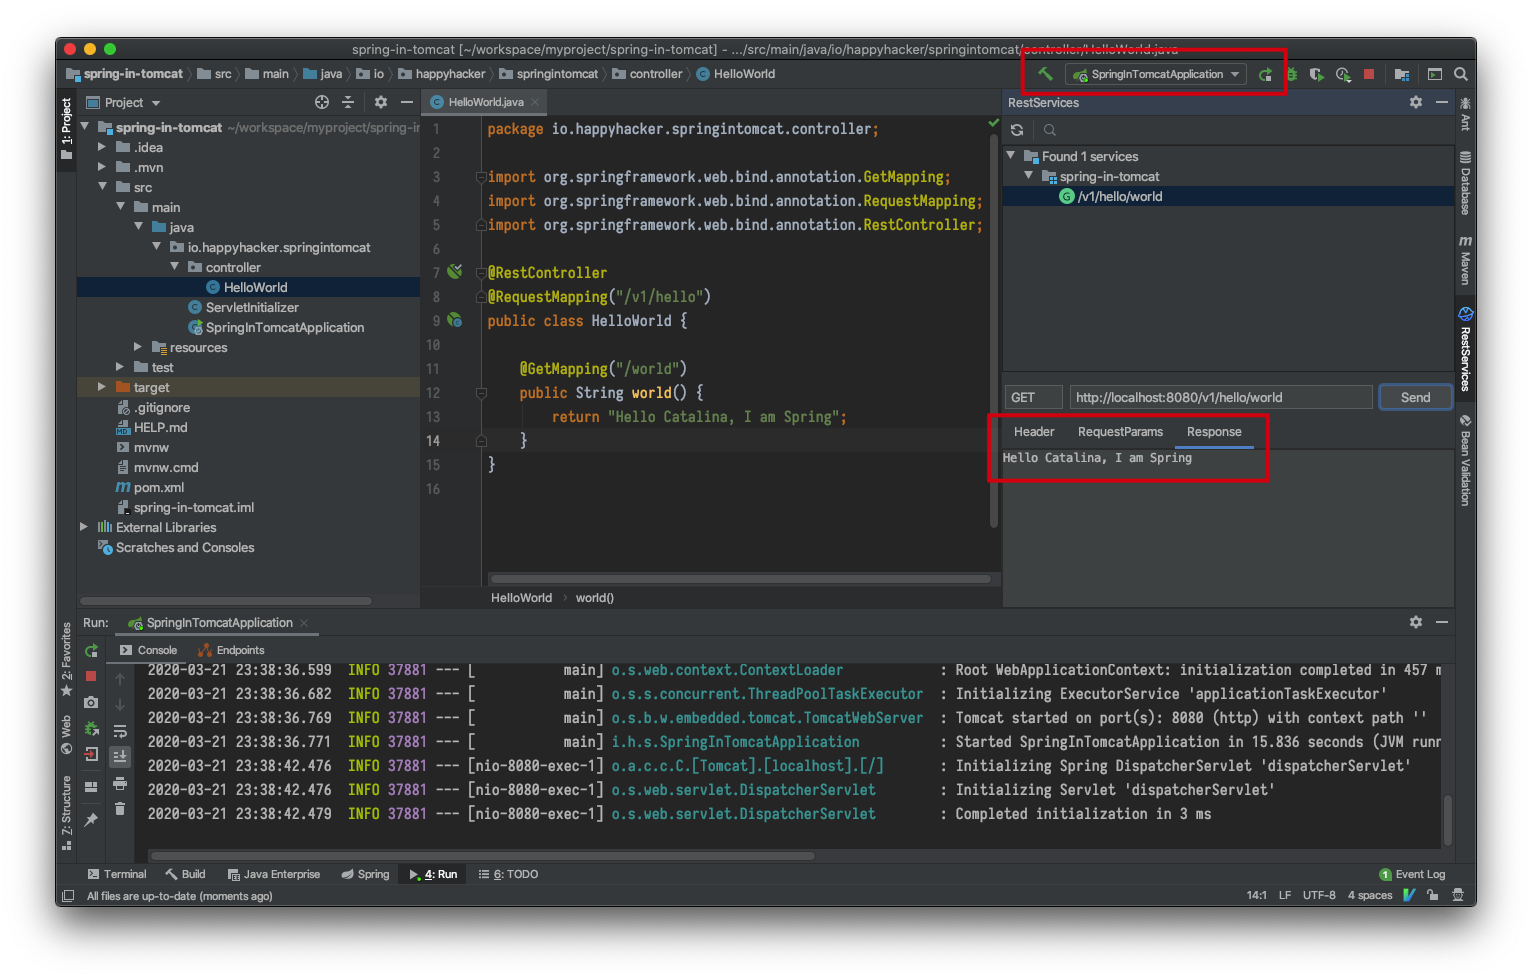 spring-in-tomcat [~/workspace/myproject/spring-in-tomcat] - .../src/main/java/io/happyhacker/springintomcat/controller/HelloWorld.java
spring-in-tomcat src main java io happyhacker springintomcat controller HelloWorld
SpringInTomcatApplication
1: Project
Project
spring-in-tomcat ~/workspace/myproject/spring-in
.idea
.mvn
src
main
java
io.happyhacker.springintomcat
controller
HelloWorld
ServletInitializer
SpringInTomcatApplication
resources
test
target
.gitignore
HELP.md
mvnw
mvnw.cmd
pom.xml
spring-in-tomcat.iml
External Libraries
Scratches and Consoles
HelloWorld.java
1 package io.happyhacker.springintomcat.controller;
2
3 import org.springframework.web.bind.annotation.GetMapping;
4 import org.springframework.web.bind.annotation.RequestMapping;
5 import org.springframework.web.bind.annotation.RestController;
6
7 @RestController
8 @RequestMapping("/v1/hello")
9 public class HelloWorld {
10
11 @GetMapping("/world")
12 public String world() {
13 return "Hello Catalina, I am Spring";
14 }
15 }
16
HelloWorld world()
RestServices
Found 1 services
spring-in-tomcat
G /v1/hello/world
GET http://localhost:8080/v1/hello/world Send
Header RequestParams Response
Hello Catalina, I am Spring
Ant
Database
Maven
RestServices
Bean Validation
2: Favorites
Web
7: Structure
Run: SpringInTomcatApplication
Console Endpoints
2020-03-21 23:38:36.599 INFO 37881 --- [ main] o.s.web.context.ContextLoader : Root WebApplicationContext: initialization completed in 457 m
2020-03-21 23:38:36.682 INFO 37881 --- [ main] o.s.s.concurrent.ThreadPoolTaskExecutor : Initializing ExecutorService 'applicationTaskExecutor'
2020-03-21 23:38:36.769 INFO 37881 --- [ main] o.s.b.w.embedded.tomcat.TomcatWebServer : Tomcat started on port(s): 8080 (http) with context path ''
2020-03-21 23:38:36.771 INFO 37881 --- [ main] i.h.s.SpringInTomcatApplication : Started SpringInTomcatApplication in 15.836 seconds (JVM runn
2020-03-21 23:38:42.476 INFO 37881 --- [nio-8080-exec-1] o.a.c.c.C.[Tomcat].[localhost].[/] : Initializing Spring DispatcherServlet 'dispatcherServlet'
2020-03-21 23:38:42.476 INFO 37881 --- [nio-8080-exec-1] o.s.web.servlet.DispatcherServlet : Initializing Servlet 'dispatcherServlet'
2020-03-21 23:38:42.479 INFO 37881 --- [nio-8080-exec-1] o.s.web.servlet.DispatcherServlet : Completed initialization in 3 ms
Terminal Build Java Enterprise Spring 4: Run 6: TODO 1 Event Log
All files are up-to-date (moments ago) 14:1 LF UTF-8 4 spaces